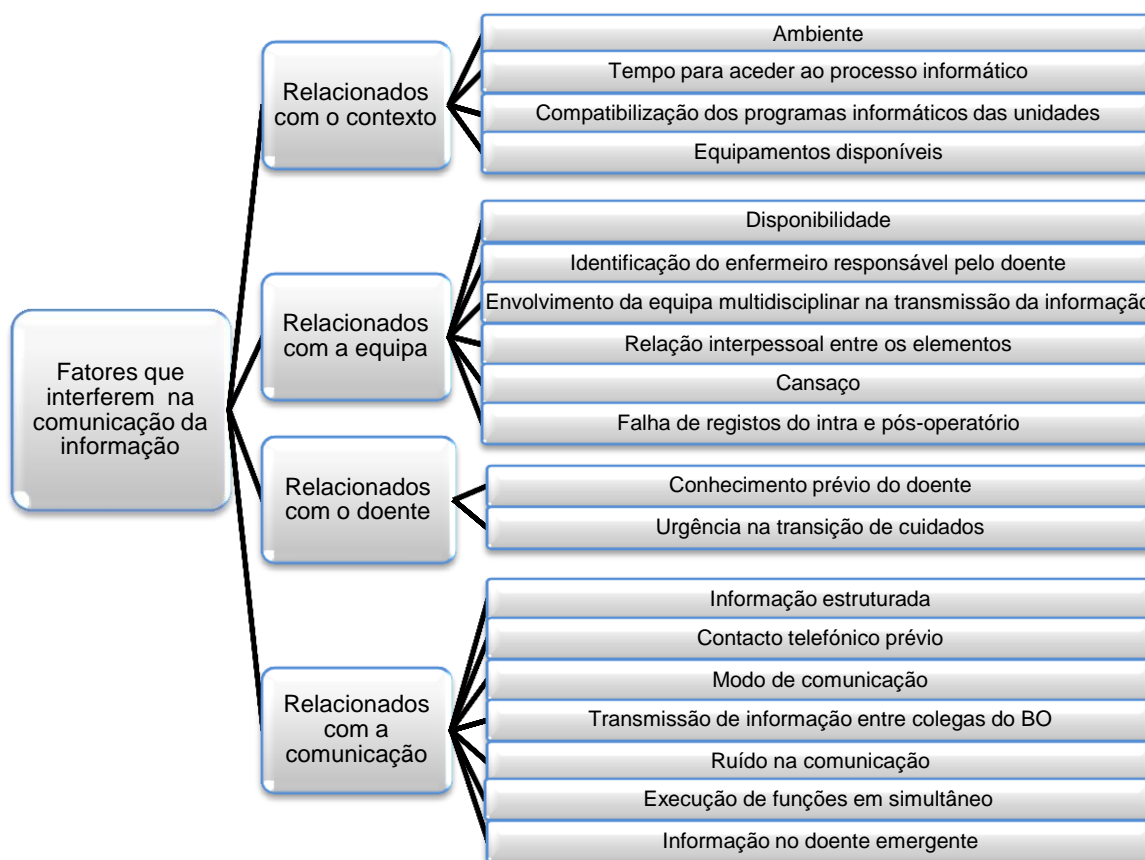 Fatores que
interferem na
comunicação da
informação
Relacionados
com o contexto
Ambiente
Tempo para aceder ao processo informático
Compatibilização dos programas informáticos das unidades
Equipamentos disponíveis
Relacionados
com a equipa
Disponibilidade
Identificação do enfermeiro responsável pelo doente
Envolvimento da equipa multidisciplinar na transmissão da informação
Relação interpessoal entre os elementos
Cansaço
Falha de registos do intra e pós-operatório
Relacionados
com o doente
Conhecimento prévio do doente
Urgência na transição de cuidados
Relacionados
com a
comunicação
Informação estruturada
Contacto telefónico prévio
Modo de comunicação
Transmissão de informação entre colegas do BO
Ruído na comunicação
Execução de funções em simultâneo
Informação no doente emergente